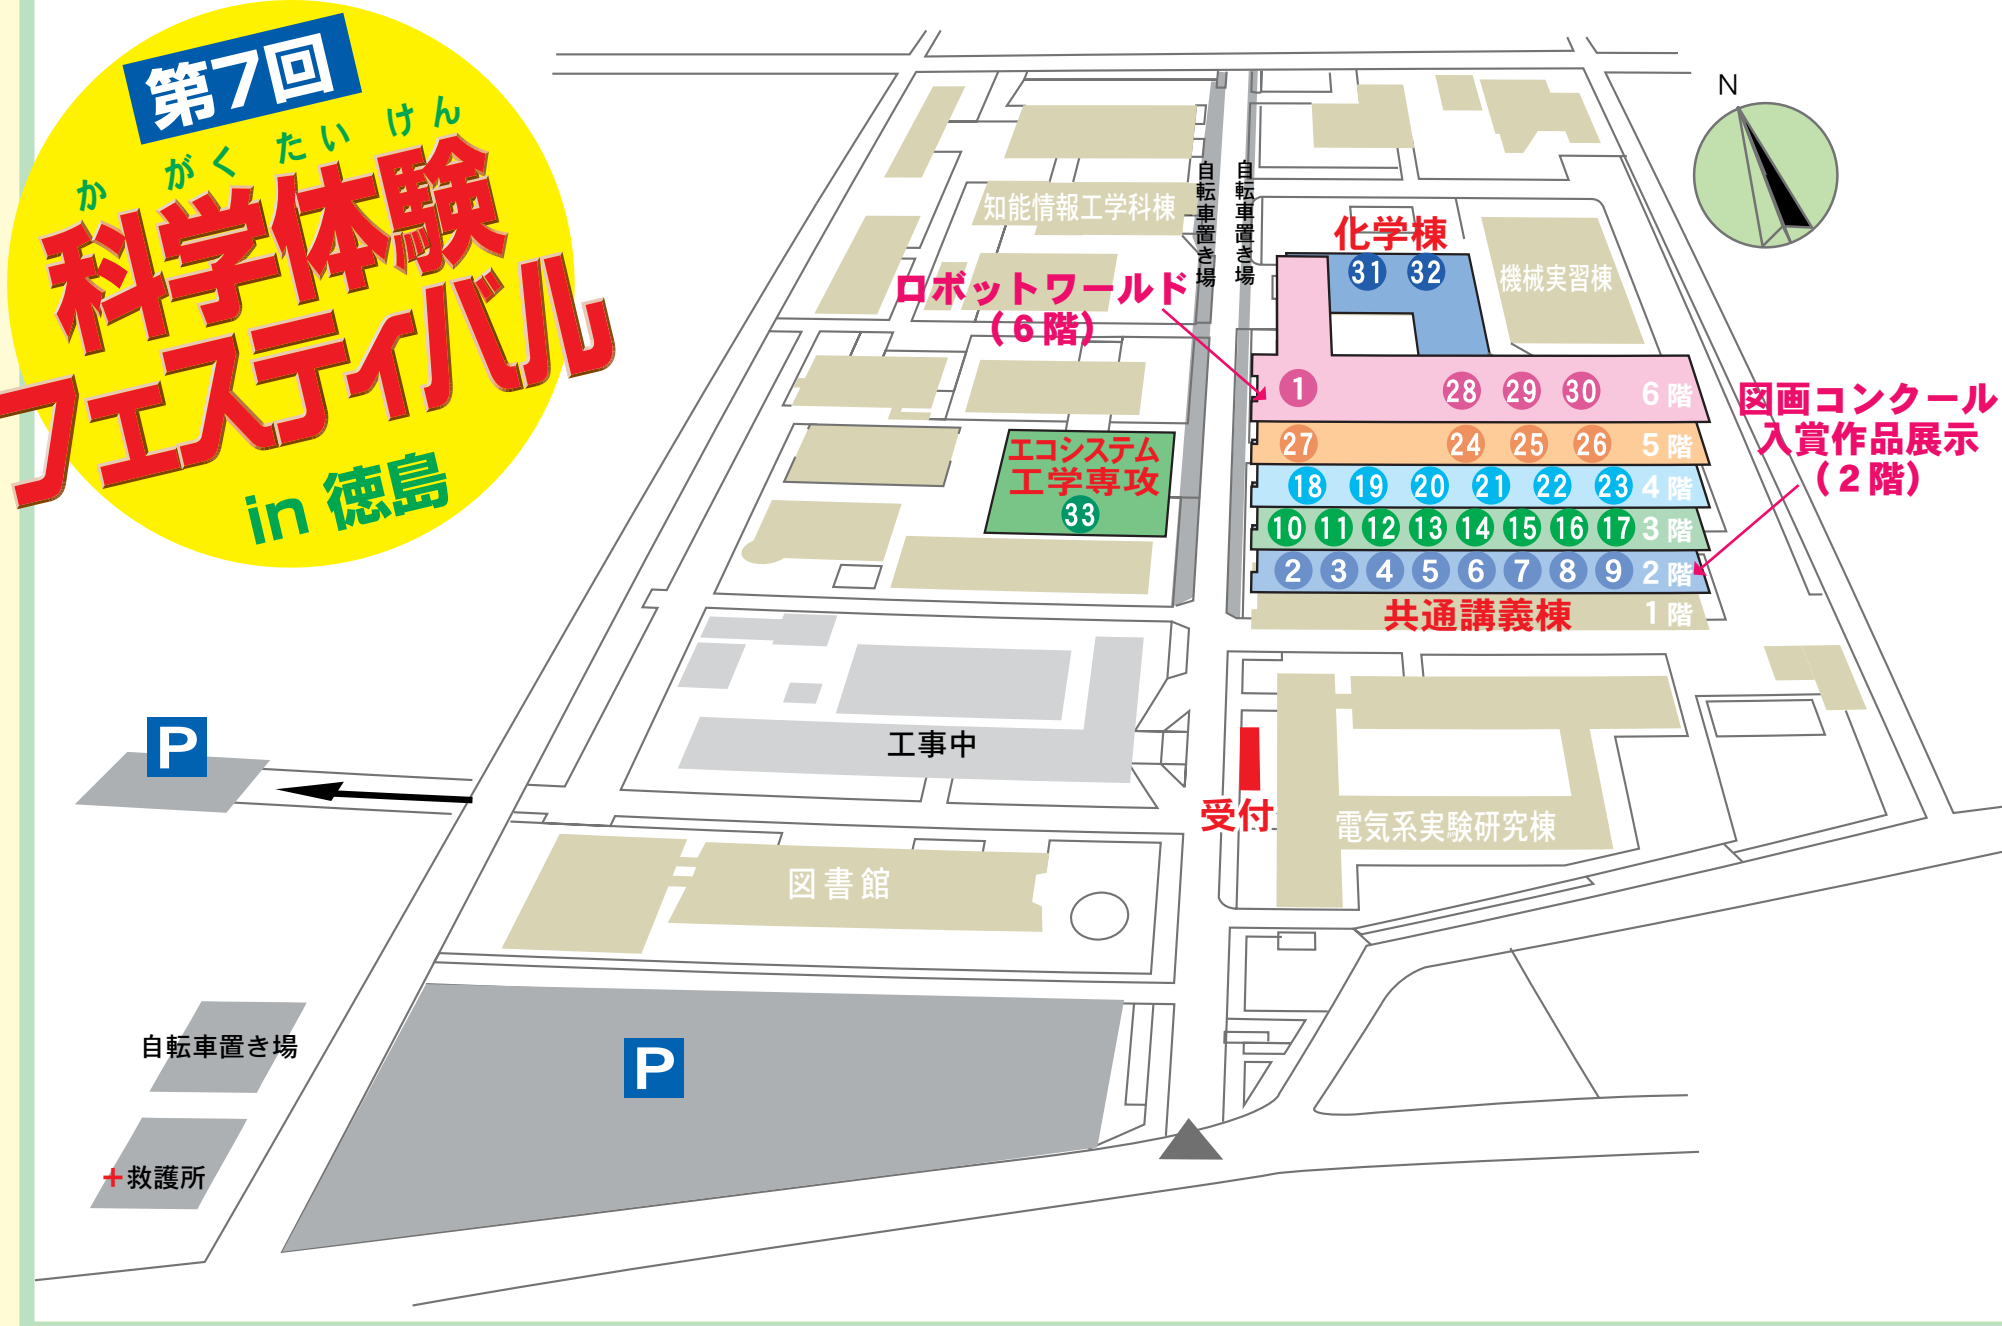 第7回
かがくたいけん
科学体験
フェスティバル
in 徳島
N
自転車置き場
自転車置き場
知能情報工学科棟
化学棟
31 32
機械実習棟
ロボットワールド
(6階)
1 28 29 30 6階
27 24 25 26 5階
18 19 20 21 22 23 4階
10 11 12 13 14 15 16 17 3階
2 3 4 5 6 7 8 9 2階
共通講義棟 1階
図画コンクール
入賞作品展示
(2階)
エコシステム
工学専攻
33
工事中
P
受付
電気系実験研究棟
図書館
自転車置き場
P
+救護所